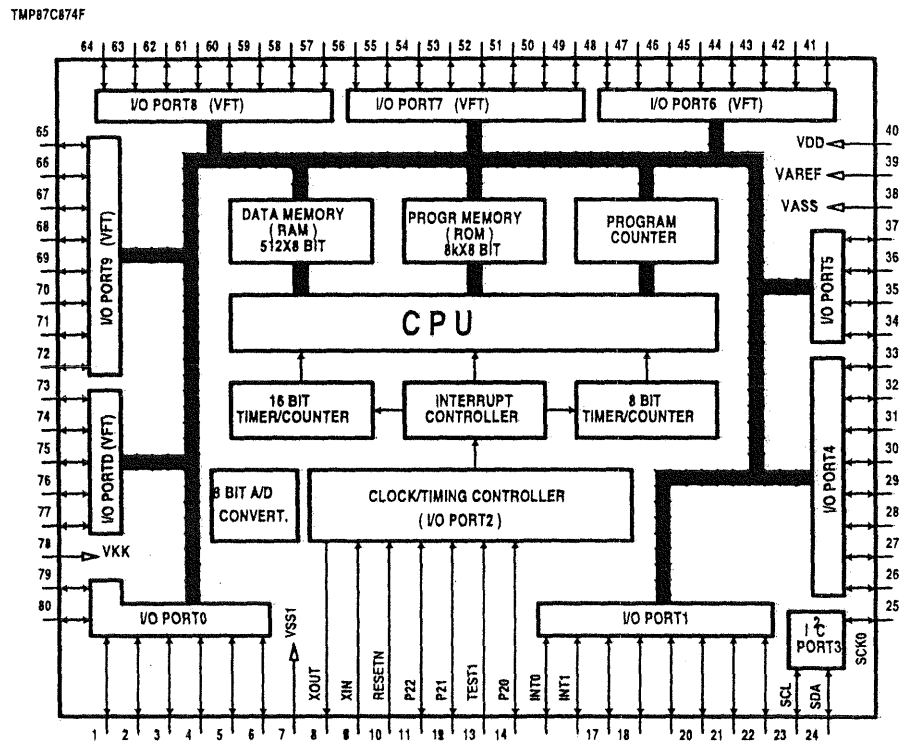 TMP87C874F
64 63 62 61 60 59 58 57 56 55 54 53 52 51 50 49 48 47 46 45 44 43 42 41
I/O PORT8 (VFT)
I/O PORT7 (VFT)
I/O PORT6 (VFT)
65
66
67
68
69
70
71
72
73
74
75
76
77
78
79
80
I/O PORT9 (VFT)
I/O PORTD (VFT)
VKK
DATA MEMORY
(RAM)
512X8 BIT
PROGR MEMORY
(ROM)
8kX8 BIT
PROGRAM
COUNTER
CPU
16 BIT
TIMER/COUNTER
INTERRUPT
CONTROLLER
8 BIT
TIMER/COUNTER
8 BIT A/D
CONVERT.
CLOCK/TIMING CONTROLLER
(I/O PORT2)
VDD
VAREF
VASS
40
39
38
37
36
35
34
33
32
31
30
29
28
27
26
25
I/O PORT5
I/O PORT4
I/O PORT0
I/O PORT1
I²C
PORT3
SCK0
VSS1
XOUT
XIN
RESETN
P22
P21
TEST1
P20
INT0
INT1
SCL
SDA
1 2 3 4 5 6 7 8 9 10 11 12 13 14 17 18 20 21 22 23 24